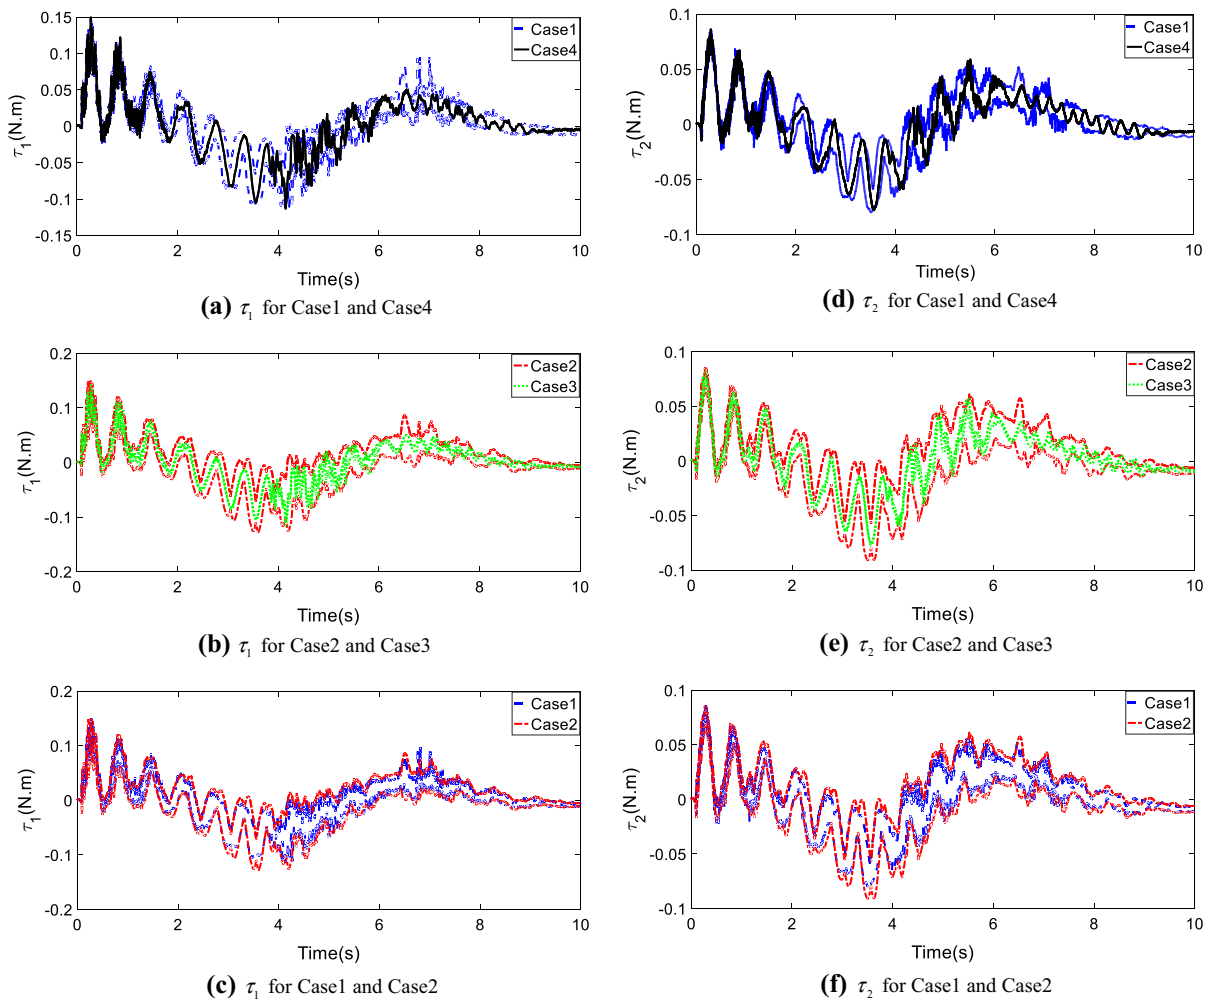 0.15
0.1
0.05
0
-0.05
-0.1
-0.15
τ1(N.m)
Case1
Case4
0 2 4 6 8 10
Time(s)
(a) τ1 for Case1 and Case4
0.1
0.05
0
-0.05
-0.1
τ2(N.m)
Case1
Case4
0 2 4 6 8 10
Time(s)
(d) τ2 for Case1 and Case4
0.2
0.1
0
-0.1
-0.2
τ1(N.m)
Case2
Case3
0 2 4 6 8 10
Time(s)
(b) τ1 for Case2 and Case3
0.1
0.05
0
-0.05
-0.1
τ2(N.m)
Case2
Case3
0 2 4 6 8 10
Time(s)
(e) τ2 for Case2 and Case3
0.2
0.1
0
-0.1
-0.2
τ1(N.m)
Case1
Case2
0 2 4 6 8 10
Time(s)
(c) τ1 for Case1 and Case2
0.1
0.05
0
-0.05
-0.1
τ2(N.m)
Case1
Case2
0 2 4 6 8 10
Time(s)
(f) τ2 for Case1 and Case2